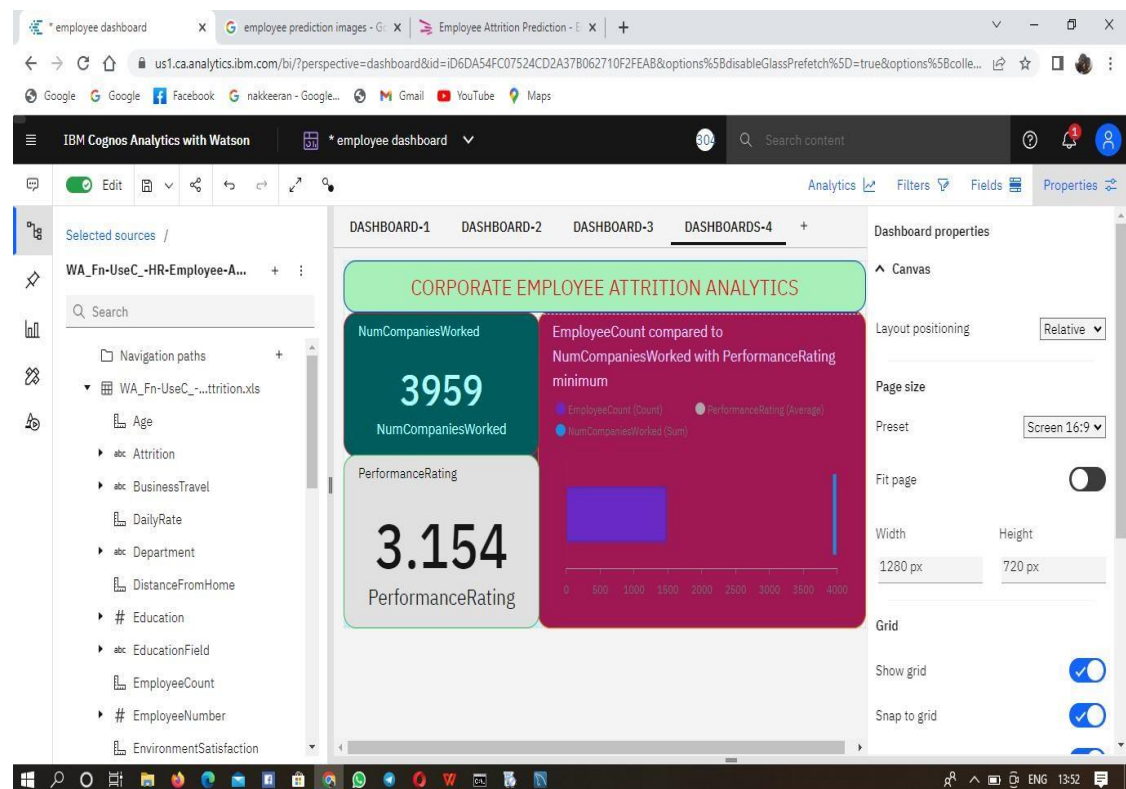 * employee dashboard
employee prediction images - Go
Employee Attrition Prediction - E
us1.ca.analytics.ibm.com/bi/?perspective=dashboard&id=iD6DA54FC07524CD2A37B062710F2FEAB&options%5BdisableGlassPrefetch%5D=true&options%5Bcolle...
Google Google Facebook nakkeeran - Google... Gmail YouTube Maps
IBM Cognos Analytics with Watson * employee dashboard 304 Search content 1
Edit Analytics Filters Fields Properties
Selected sources /
WA_Fn-UseC_-HR-Employee-A...
Search
Navigation paths
WA_Fn-UseC_-...ttrition.xls
Age
abc Attrition
abc BusinessTravel
DailyRate
abc Department
DistanceFromHome
# Education
abc EducationField
EmployeeCount
# EmployeeNumber
EnvironmentSatisfaction
DASHBOARD-1 DASHBOARD-2 DASHBOARD-3 DASHBOARDS-4 +
CORPORATE EMPLOYEE ATTRITION ANALYTICS
NumCompaniesWorked
3959
NumCompaniesWorked
PerformanceRating
3.154
PerformanceRating
EmployeeCount compared to
NumCompaniesWorked with PerformanceRating
minimum
EmployeeCount (Count) PerformanceRating (Average)
NumCompaniesWorked (Sum)
0 500 1000 1500 2000 2500 3000 3500 4000
Dashboard properties
Canvas
Layout positioning Relative
Page size
Preset Screen 16:9
Fit page
Width Height
1280 px 720 px
Grid
Show grid
Snap to grid
ENG 13:52